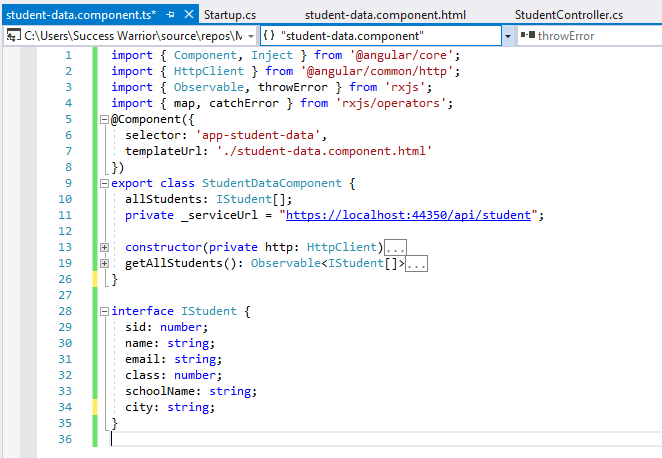 student-data.component.ts* Startup.cs student-data.component.html StudentController.cs
C:\Users\Success Warrior\source\repos\M {} "student-data.component" throwError
1 import { Component, Inject } from '@angular/core';
2 import { HttpClient } from '@angular/common/http';
3 import { Observable, throwError } from 'rxjs';
4 import { map, catchError } from 'rxjs/operators';
5 @Component({
6 selector: 'app-student-data',
7 templateUrl: './student-data.component.html'
8 })
9 export class StudentDataComponent {
10 allStudents: IStudent[];
11 private _serviceUrl = "https://localhost:44350/api/student";
12
13 constructor(private http: HttpClient)...
19 getAllStudents(): Observable<IStudent[]>...
26 }
27
28 interface IStudent {
29 sid: number;
30 name: string;
31 email: string;
32 class: number;
33 schoolName: string;
34 city: string;
35 }
36